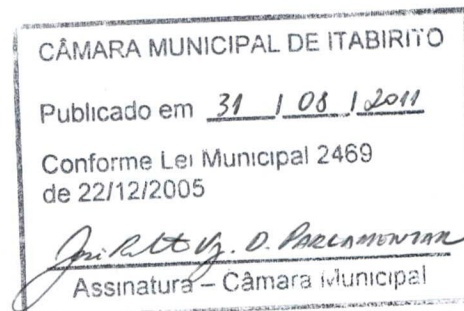 CÂMARA MUNICIPAL DE ITABIRITO
Publicado em 31 / 08 / 2011
Conforme Lei Municipal 2469
de 22/12/2005
D. PARLAMENTAR
Assinatura – Câmara Municipal